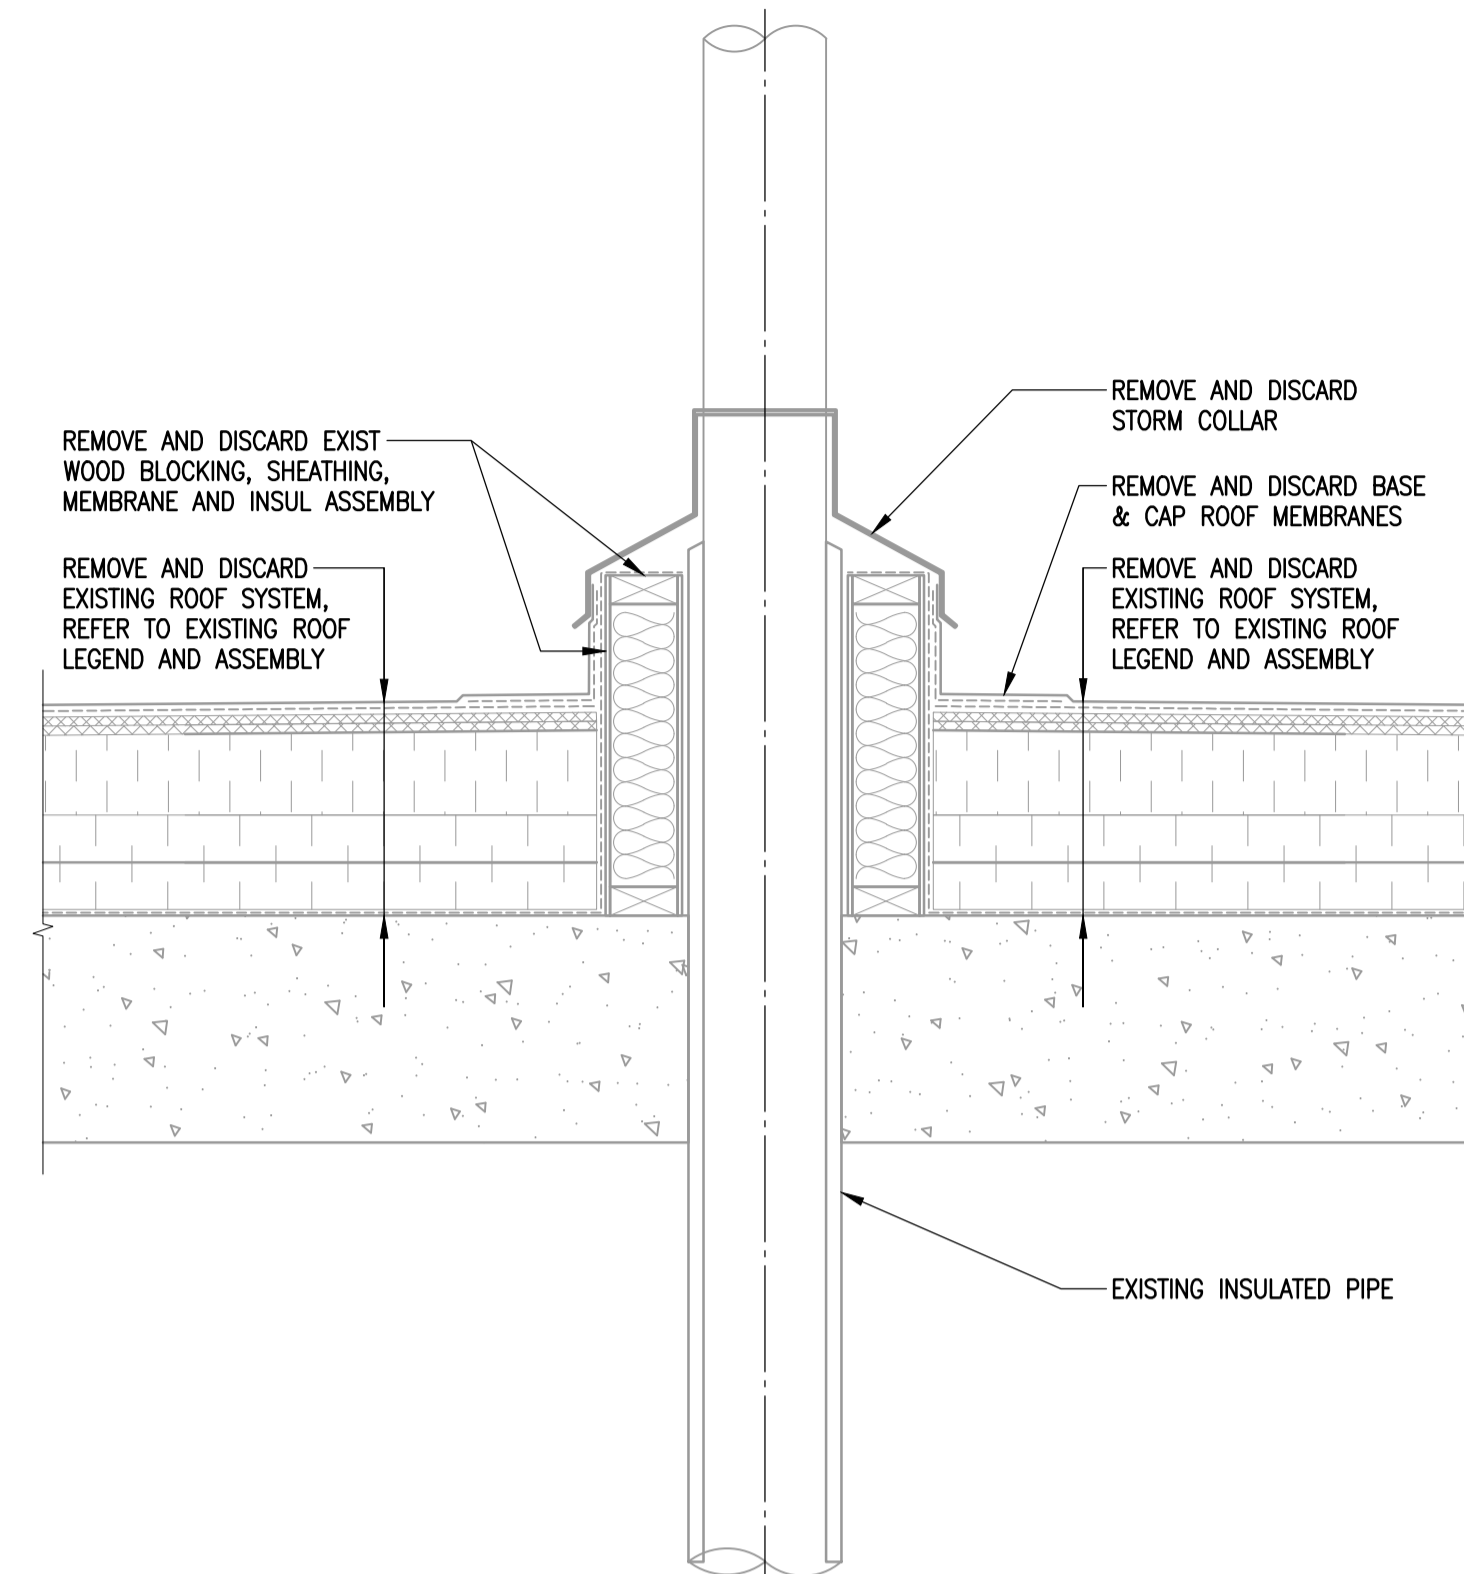 REMOVE AND DISCARD EXIST
WOOD BLOCKING, SHEATHING,
MEMBRANE AND INSUL ASSEMBLY
REMOVE AND DISCARD
EXISTING ROOF SYSTEM,
REFER TO EXISTING ROOF
LEGEND AND ASSEMBLY
REMOVE AND DISCARD
STORM COLLAR
REMOVE AND DISCARD BASE
& CAP ROOF MEMBRANES
REMOVE AND DISCARD
EXISTING ROOF SYSTEM,
REFER TO EXISTING ROOF
LEGEND AND ASSEMBLY
EXISTING INSULATED PIPE